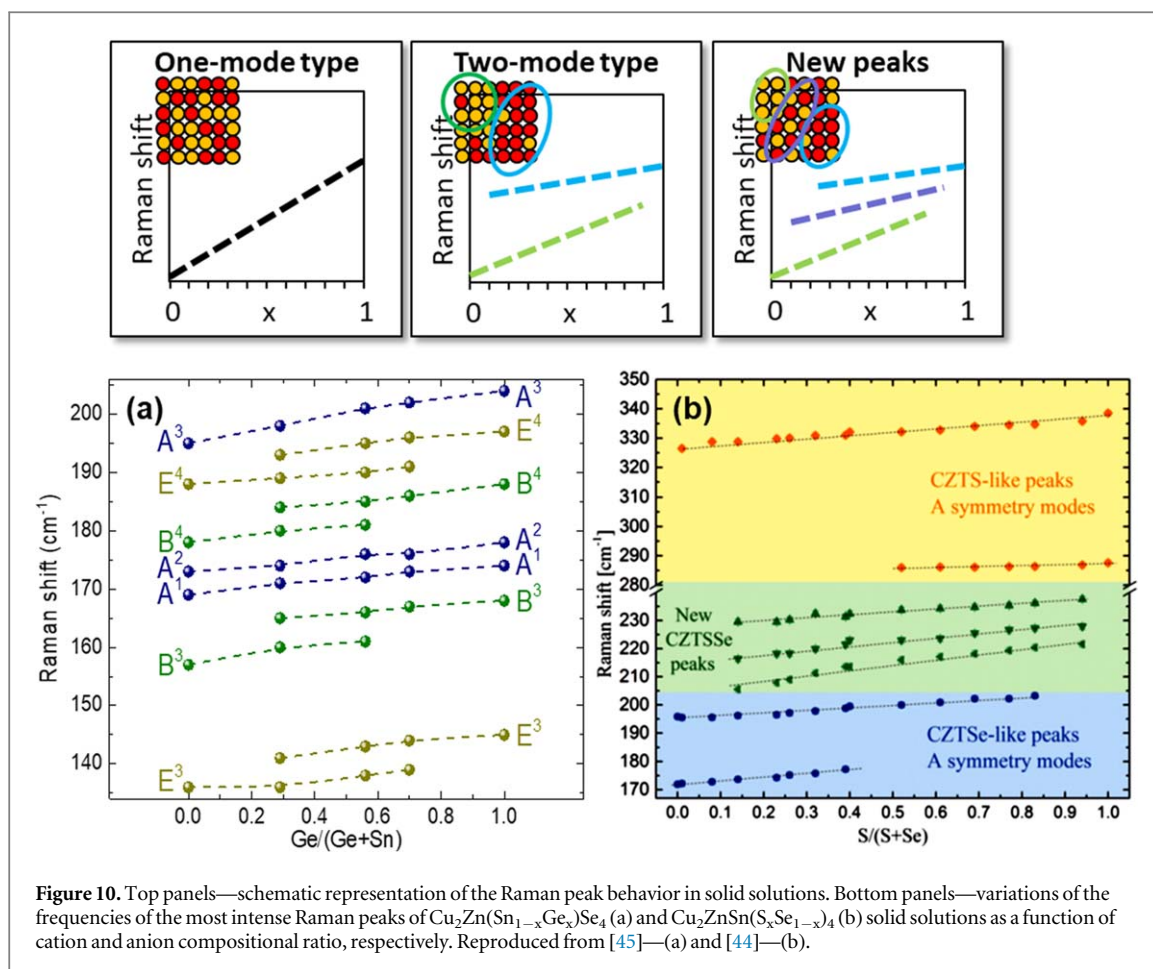 One-mode type
Raman shift
0 x 1
Two-mode type
Raman shift
0 x 1
New peaks
Raman shift
0 x 1
(a)
Raman shift (cm⁻¹)
200
190
180
170
160
150
140
A³
E⁴
B⁴
A²
A¹
B³
E³
A³
E⁴
B⁴
A²
A¹
B³
E³
0.0 0.2 0.4 0.6 0.8 1.0
Ge/(Ge+Sn)
(b)
Raman shift [cm⁻¹]
350
340
330
320
310
300
290
280
230
220
210
200
190
180
170
CZTS-like peaks
A symmetry modes
New
CZTSSe
peaks
CZTSe-like peaks
A symmetry modes
0.0 0.1 0.2 0.3 0.4 0.5 0.6 0.7 0.8 0.9 1.0
S/(S+Se)
Figure 10. Top panels—schematic representation of the Raman peak behavior in solid solutions. Bottom panels—variations of the
frequencies of the most intense Raman peaks of Cu₂Zn(Sn₁₋ₓGeₓ)Se₄ (a) and Cu₂ZnSn(SₓSe₁₋ₓ)₄ (b) solid solutions as a function of
cation and anion compositional ratio, respectively. Reproduced from [45]—(a) and [44]—(b).